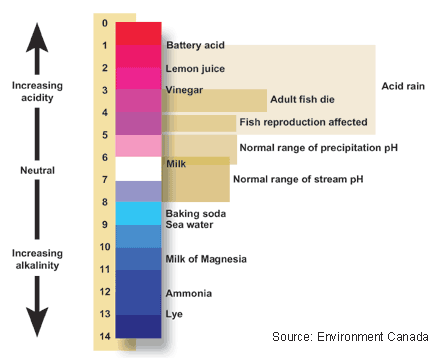 0
1
Battery acid
2
Lemon juice
Acid rain
Increasing
acidity
3
Vinegar
Adult fish die
4
Fish reproduction affected
5
Normal range of precipitation pH
6
Milk
Neutral
7
Normal range of stream pH
8
Baking soda
9
Sea water
10
Increasing
alkalinity
Milk of Magnesia
11
12
Ammonia
13
Lye
14
Source: Environment Canada